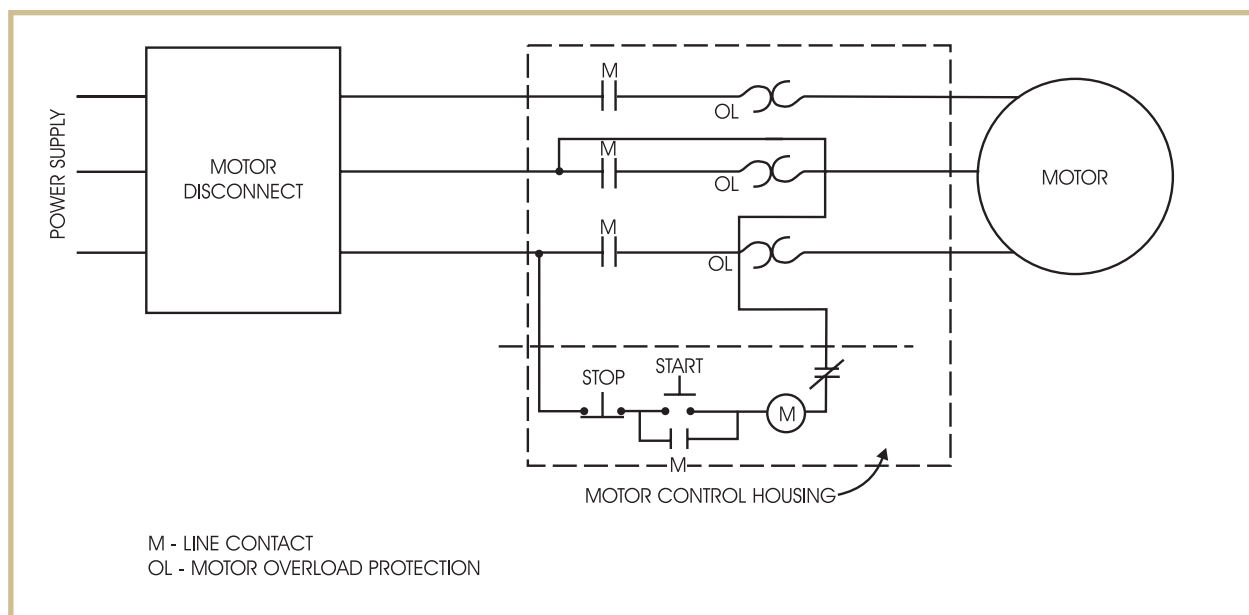 POWER SUPPLY
MOTOR
DISCONNECT
M
OL
M
OL
M
OL
MOTOR
STOP
START
M
M
MOTOR CONTROL HOUSING
M - LINE CONTACT
OL - MOTOR OVERLOAD PROTECTION